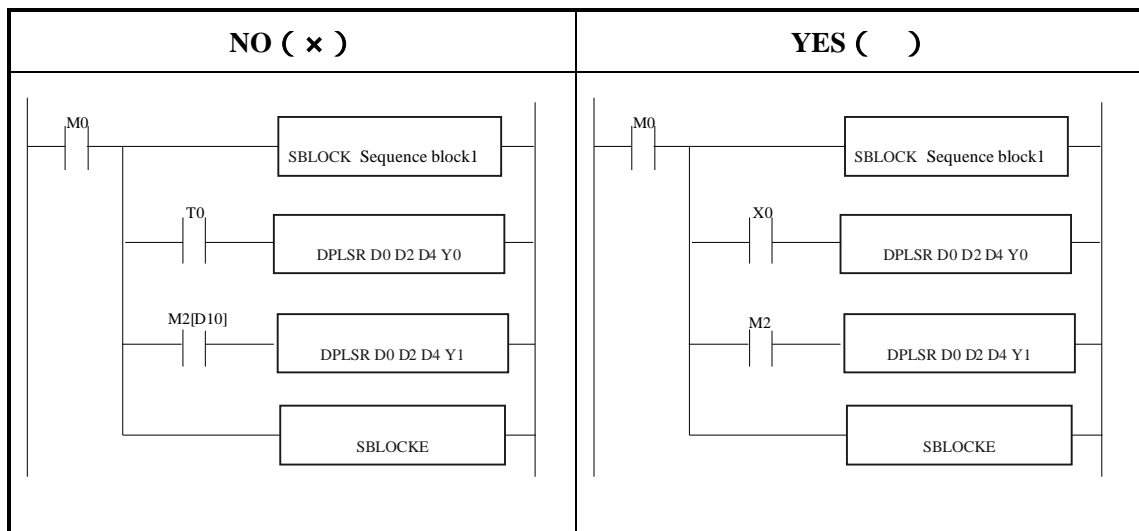 NO ( × )
YES ( )
M0
SBLOCK Sequence block1
T0
DPLSR D0 D2 D4 Y0
M2[D10]
DPLSR D0 D2 D4 Y1
SBLOCKE
M0
SBLOCK Sequence block1
X0
DPLSR D0 D2 D4 Y0
M2
DPLSR D0 D2 D4 Y1
SBLOCKE